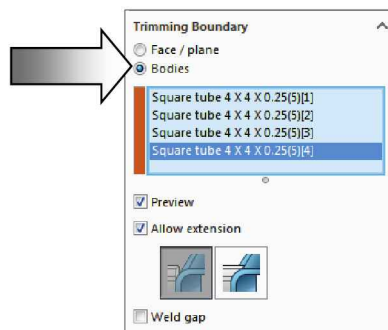 Trimming Boundary
Face / plane
Bodies
Square tube 4 X 4 X 0.25(5)[1]
Square tube 4 X 4 X 0.25(5)[2]
Square tube 4 X 4 X 0.25(5)[3]
Square tube 4 X 4 X 0.25(5)[4]
Preview
Allow extension
Weld gap